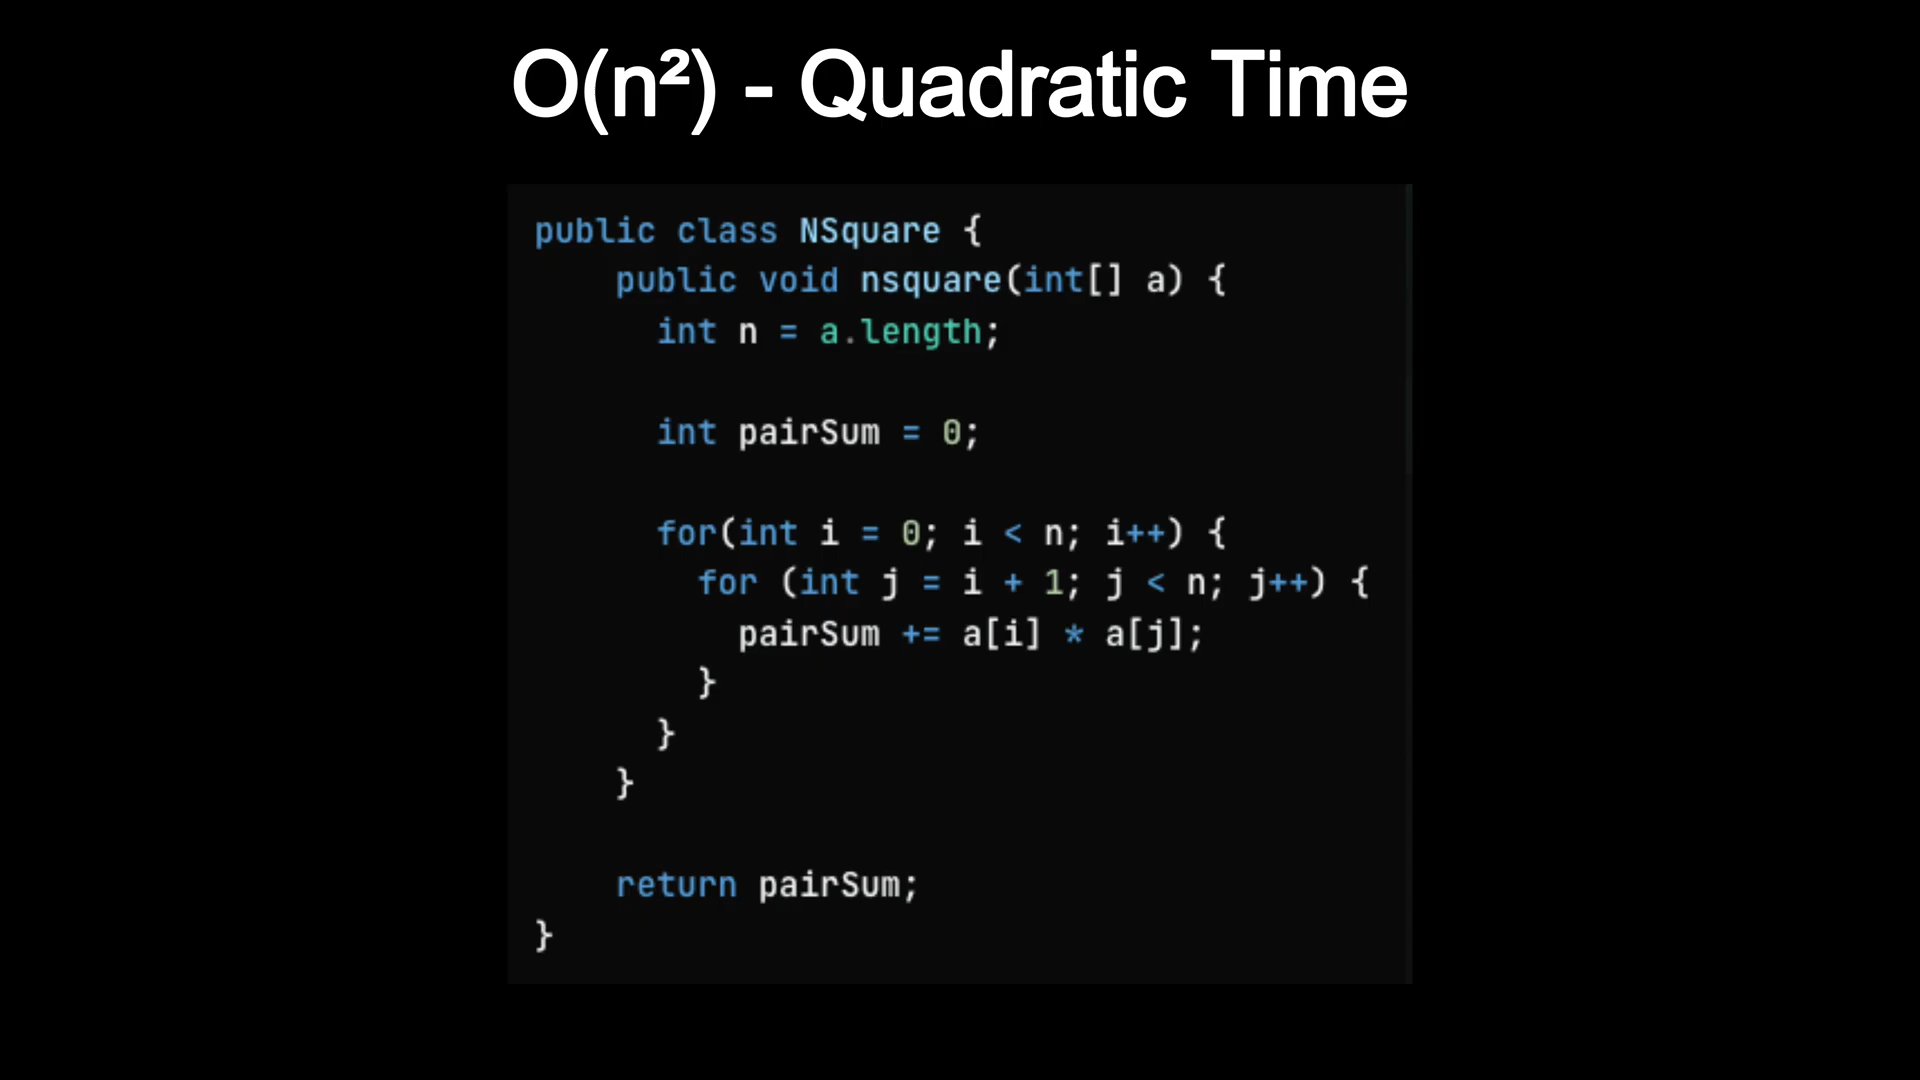 O(n²) - Quadratic Time
public class NSquare {
public void nsquare(int[] a) {
int n = a.length;
int pairSum = 0;
for(int i = 0; i < n; i++) {
for (int j = i + 1; j < n; j++) {
pairSum += a[i] * a[j];
}
}
}
return pairSum;
}